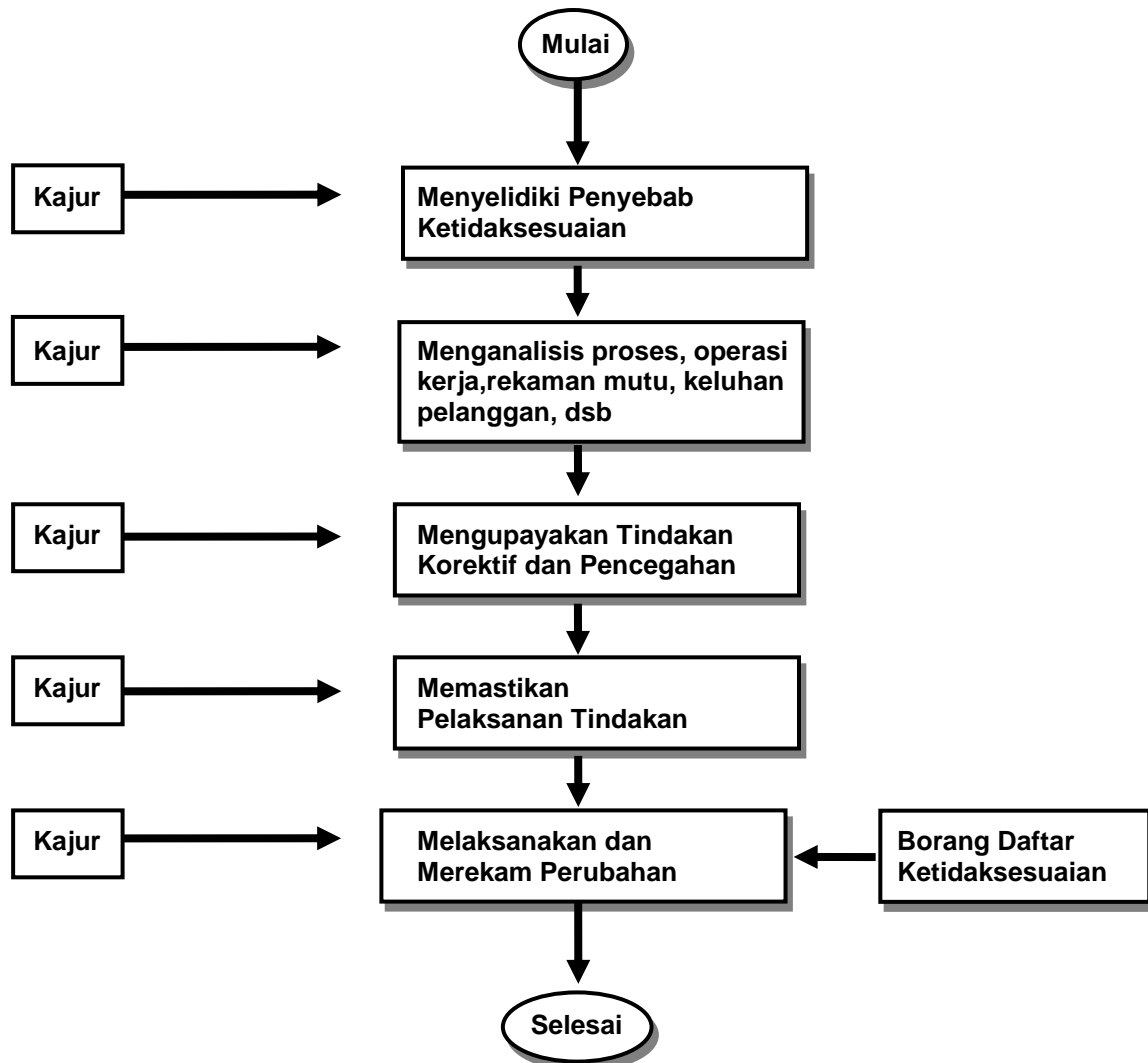 Mulai
Kajur
Menyelidiki Penyebab
Ketidaksesuaian
Kajur
Menganalisis proses, operasi
kerja,rekaman mutu, keluhan
pelanggan, dsb
Kajur
Mengupayakan Tindakan
Korektif dan Pencegahan
Kajur
Memastikan
Pelaksanan Tindakan
Kajur
Melaksanakan dan
Merekam Perubahan
Borang Daftar
Ketidaksesuaian
Selesai